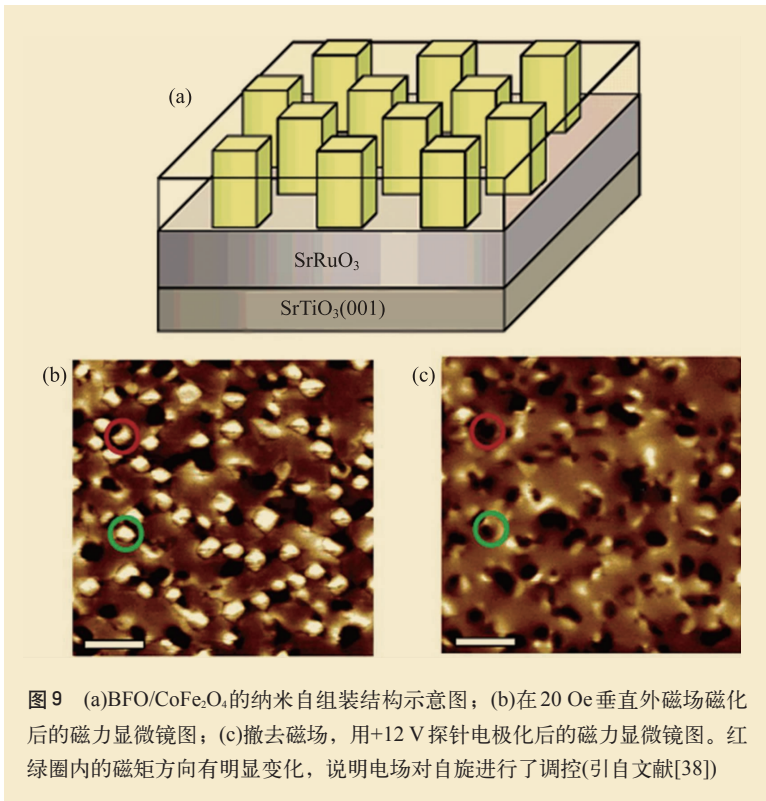 (a)
SrRuO₃
SrTiO₃(001)
(b)
(c)
图9 (a)BFO/CoFe₂O₄的纳米自组装结构示意图；(b)在20 Oe垂直外磁场磁化
后的磁力显微镜图；(c)撤去磁场，用+12 V探针电极化后的磁力显微镜图。红
绿圈内的磁矩方向有明显变化，说明电场对自旋进行了调控(引自文献[38])